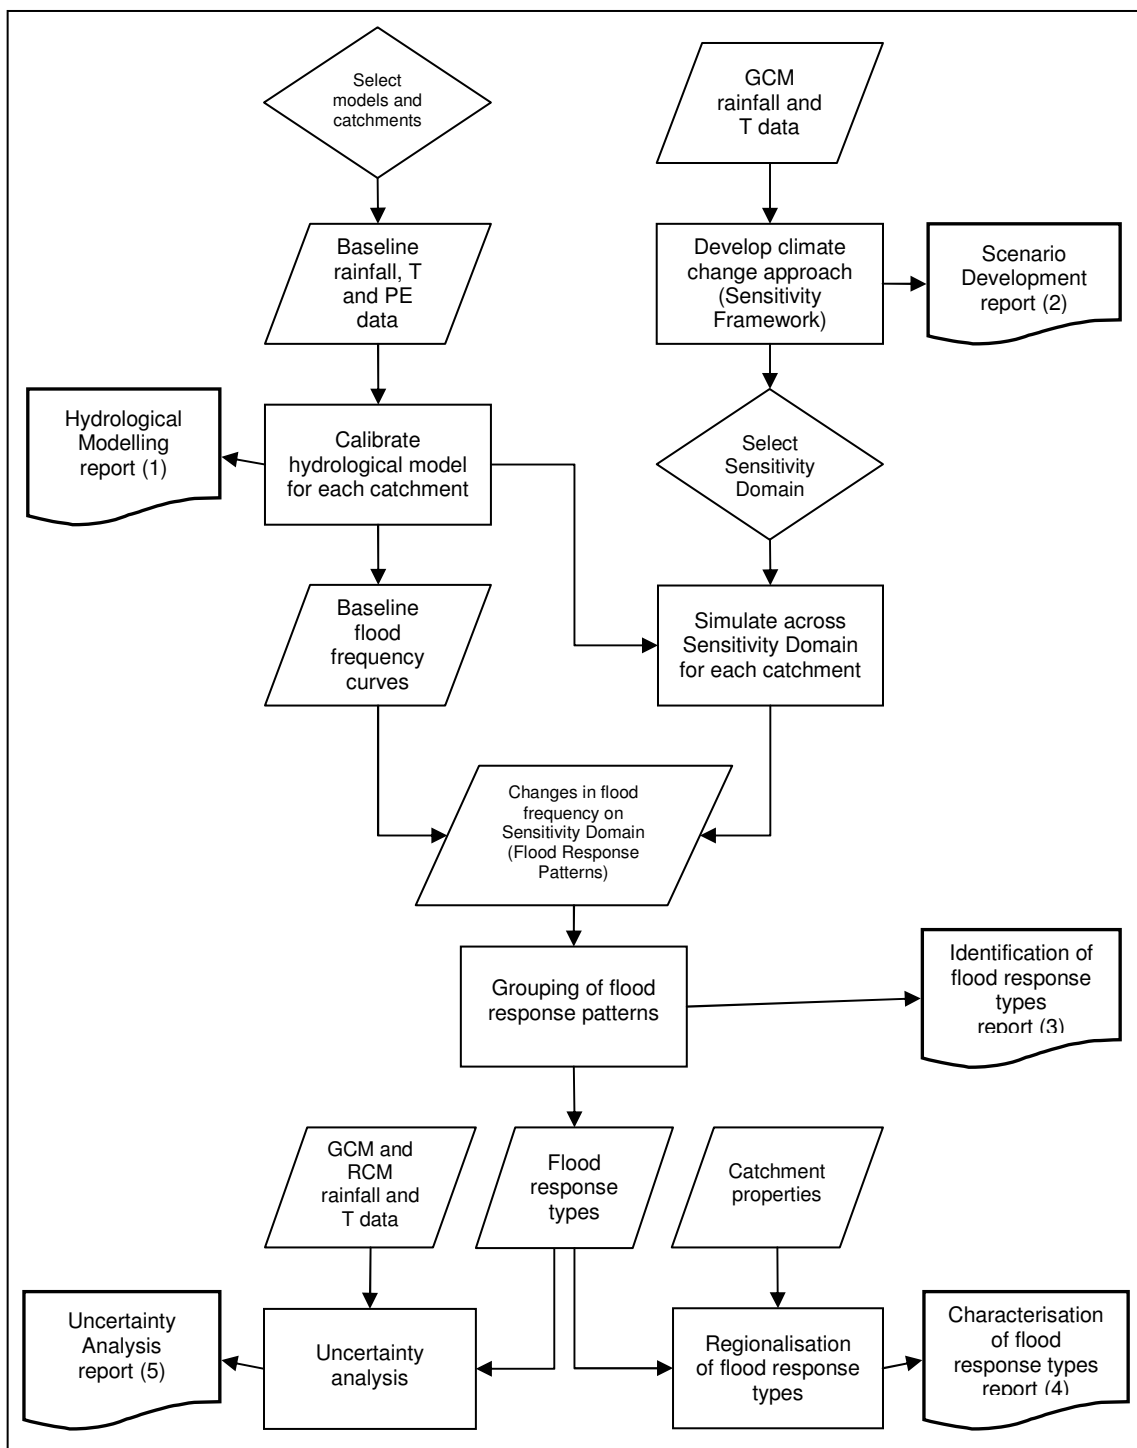 Select
models and
catchments
GCM
rainfall and
T data
Baseline
rainfall, T
and PE
data
Develop climate
change approach
(Sensitivity
Framework)
Scenario
Development
report (2)
Hydrological
Modelling
report (1)
Calibrate
hydrological model
for each catchment
Select
Sensitivity
Domain
Baseline
flood
frequency
curves
Simulate across
Sensitivity Domain
for each catchment
Changes in flood
frequency on
Sensitivity Domain
(Flood Response
Patterns)
Grouping of flood
response patterns
Identification of
flood response
types
report (3)
GCM and
RCM
rainfall and
T data
Flood
response
types
Catchment
properties
Uncertainty
Analysis
report (5)
Uncertainty
analysis
Regionalisation
of flood response
types
Characterisation
of flood
response types
report (4)